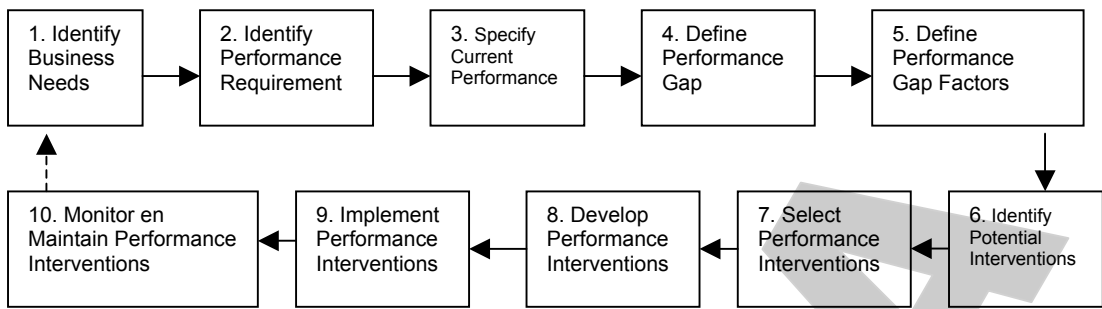 1. Identify
Business
Needs
2. Identify
Performance
Requirement
3. Specify
Current
Performance
4. Define
Performance
Gap
5. Define
Performance
Gap Factors
6. Identify
Potential
Interventions
7. Select
Performance
Interventions
8. Develop
Performance
Interventions
9. Implement
Performance
Interventions
10. Monitor en
Maintain Performance
Interventions